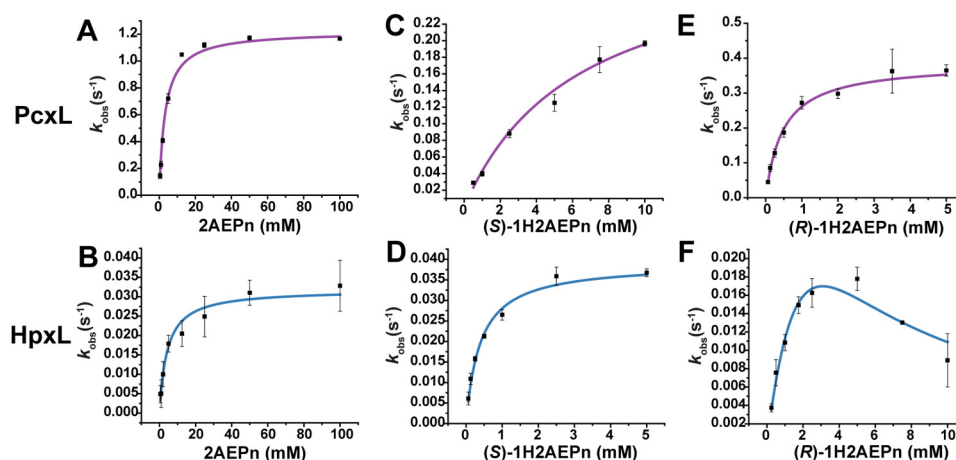 A
1.2
1.0
0.8
0.6
0.4
0.2
0.0
k_obs(s⁻¹)
0 20 40 60 80 100
2AEPn (mM)
C
0.22
0.20
0.18
0.16
0.14
0.12
0.10
0.08
0.06
0.04
0.02
k_obs(s⁻¹)
0 2 4 6 8 10
(S)-1H2AEPn (mM)
E
0.5
0.4
0.3
0.2
0.1
0.0
k_obs(s⁻¹)
0 1 2 3 4 5
(R)-1H2AEPn (mM)
PcxL
B
0.040
0.035
0.030
0.025
0.020
0.015
0.010
0.005
0.000
k_obs(s⁻¹)
0 20 40 60 80 100
2AEPn (mM)
D
0.040
0.035
0.030
0.025
0.020
0.015
0.010
0.005
0.000
k_obs(s⁻¹)
0 1 2 3 4 5
(S)-1H2AEPn (mM)
F
0.020
0.018
0.016
0.014
0.012
0.010
0.008
0.006
0.004
0.002
k_obs(s⁻¹)
0 2 4 6 8 10
(R)-1H2AEPn (mM)
HpxL